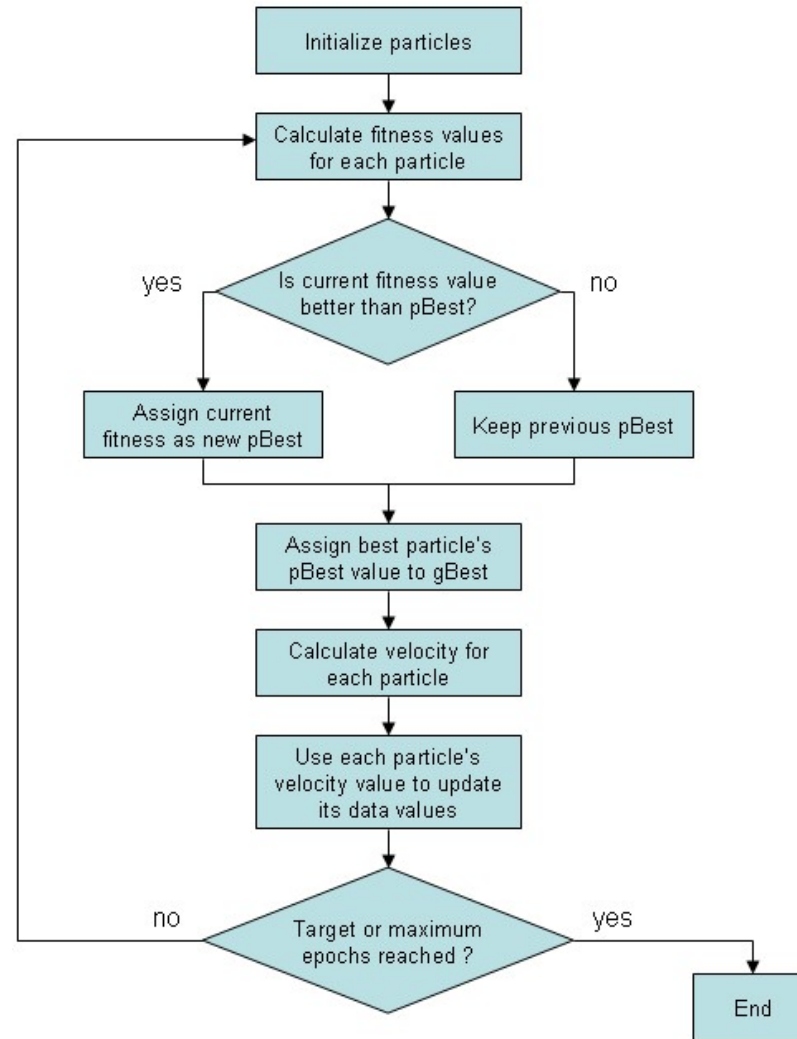 Initialize particles
Calculate fitness values
for each particle
yes
Is current fitness value
better than pBest?
no
Assign current
fitness as new pBest
Keep previous pBest
Assign best particle's
pBest value to gBest
Calculate velocity for
each particle
Use each particle's
velocity value to update
its data values
no
Target or maximum
epochs reached ?
yes
End